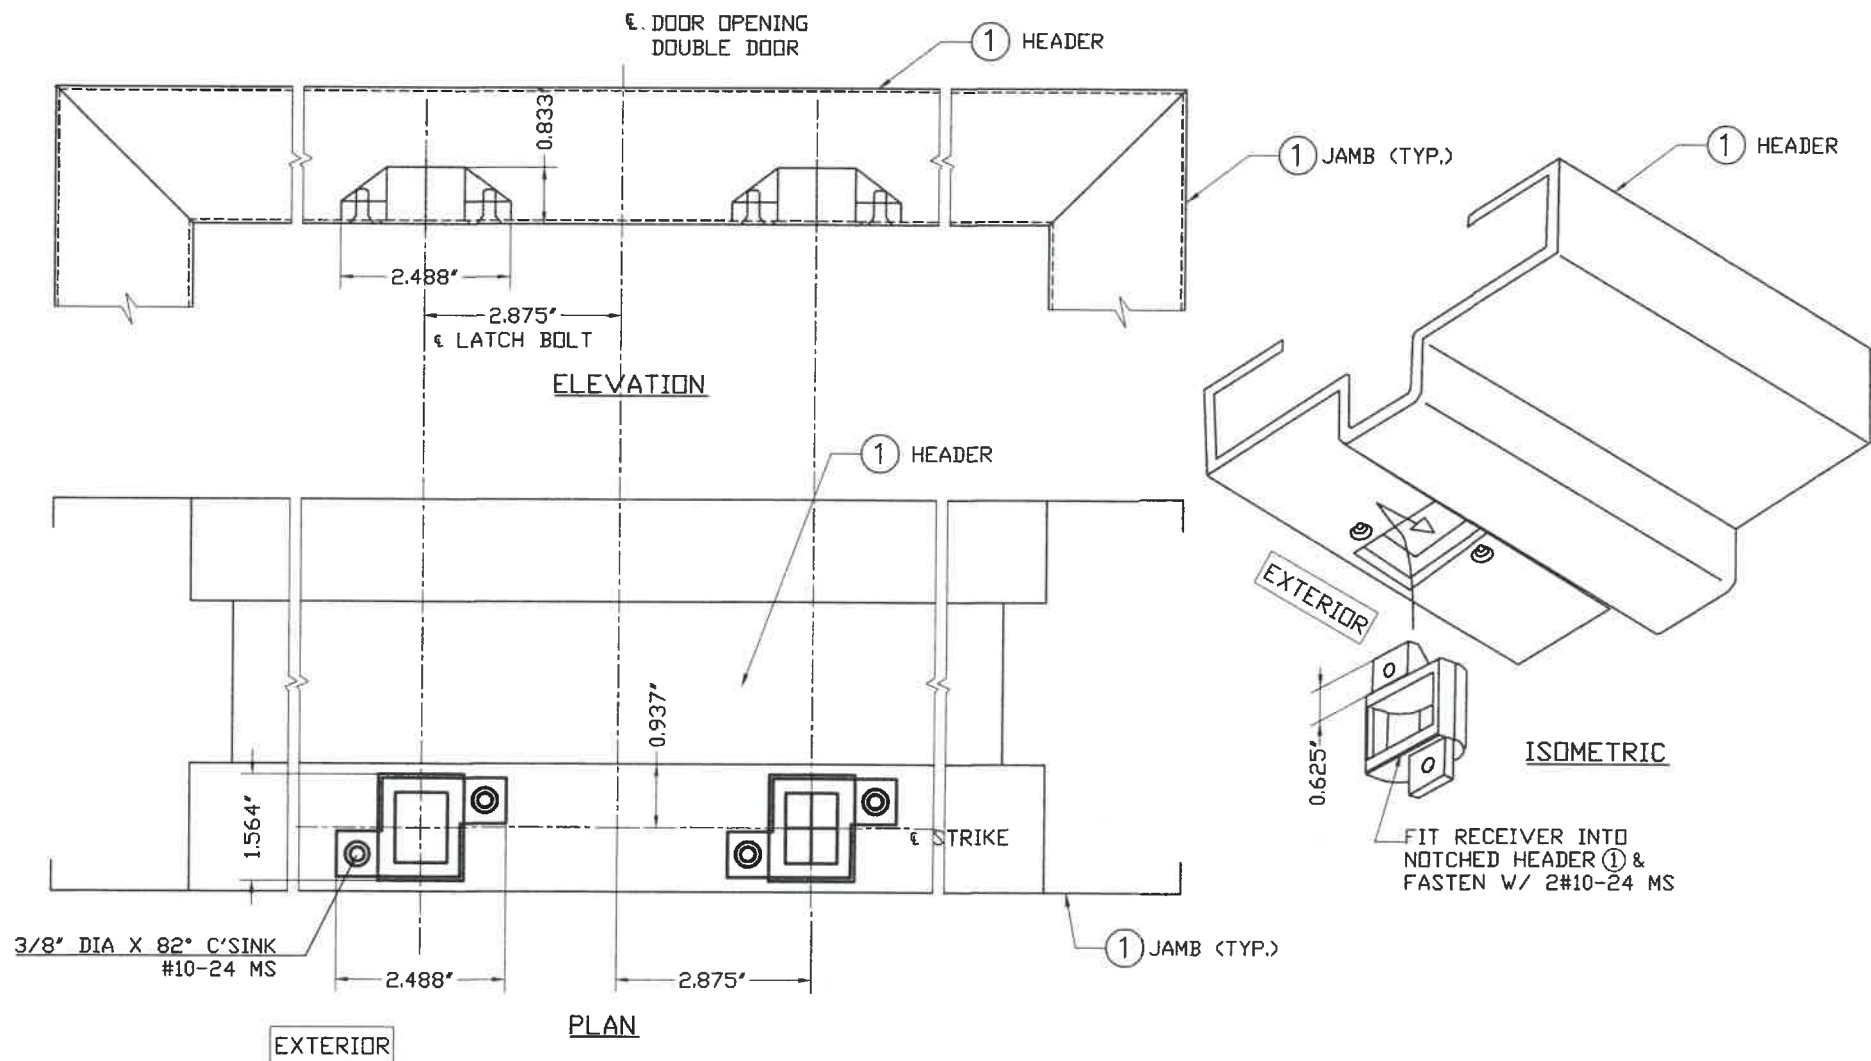 ℄ DOOR OPENING
DOUBLE DOOR
1 HEADER
0.833"
1 JAMB (TYP.)
1 HEADER
2.488"
2.875"
℄ LATCH BOLT
ELEVATION
1 HEADER
EXTERIOR
0.937"
0.625"
ISOMETRIC
1.564"
℄ STRIKE
FIT RECEIVER INTO
NOTCHED HEADER 1 &
FASTEN W/ 2#10-24 MS
3/8" DIA X 82° C'SINK
#10-24 MS
1 JAMB (TYP.)
2.488"
2.875"
PLAN
EXTERIOR